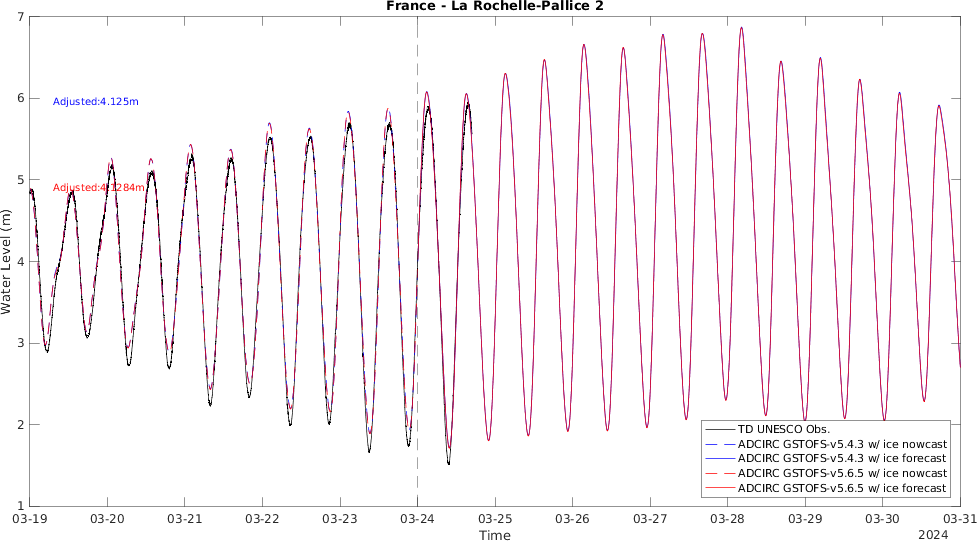 France - La Rochelle-Pallice 2
7
6
5
4
3
2
1
Water Level (m)
Adjusted:4.125m
Adjusted:4.1284m
TD UNESCO Obs.
ADCIRC GSTOFS-v5.4.3 w/ ice nowcast
ADCIRC GSTOFS-v5.4.3 w/ ice forecast
ADCIRC GSTOFS-v5.6.5 w/ ice nowcast
ADCIRC GSTOFS-v5.6.5 w/ ice forecast
03-19 03-20 03-21 03-22 03-23 03-24 03-25 03-26 03-27 03-28 03-29 03-30 03-31
Time
2024